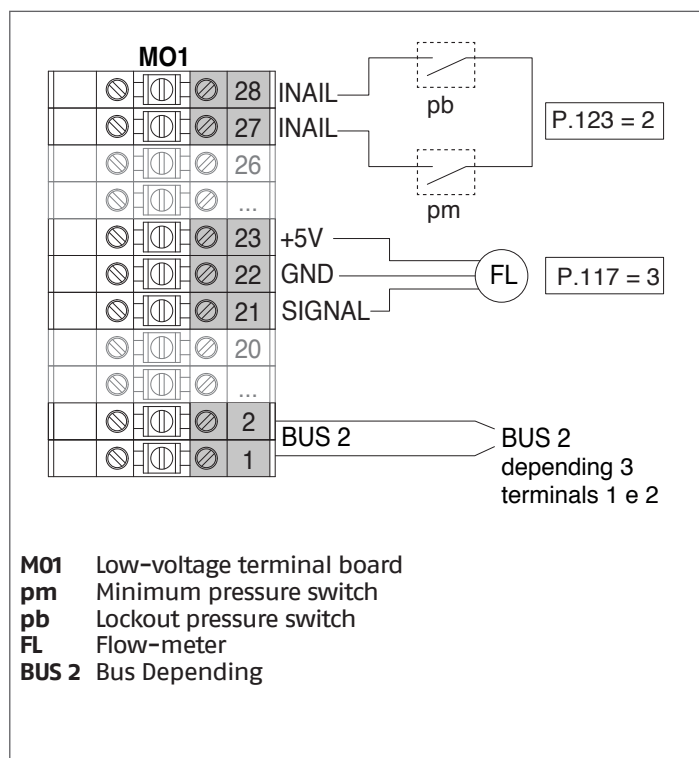 MO1
28 INAIL
pb
27 INAIL
P.123 = 2
26
pm
...
23 +5V
22 GND
FL
P.117 = 3
21 SIGNAL
20
...
2
BUS 2
BUS 2
1
depending 3
terminals 1 e 2
MO1 Low-voltage terminal board
pm Minimum pressure switch
pb Lockout pressure switch
FL Flow-meter
BUS 2 Bus Depending